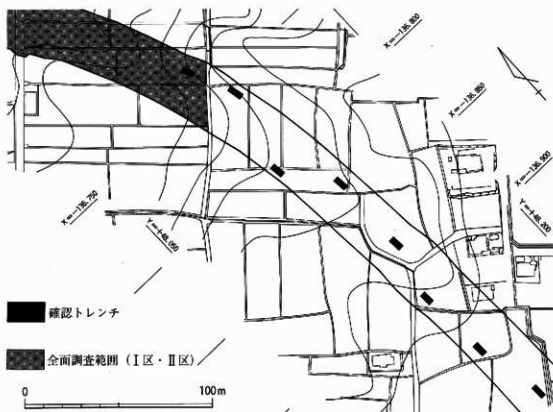 X=-136,800
X=-136,850
X=-136,900
Y=+48,200
X=-136,750
Y=+48,050
確認トレンチ
全面調査範囲（Ⅰ区・Ⅱ区）
0 100m